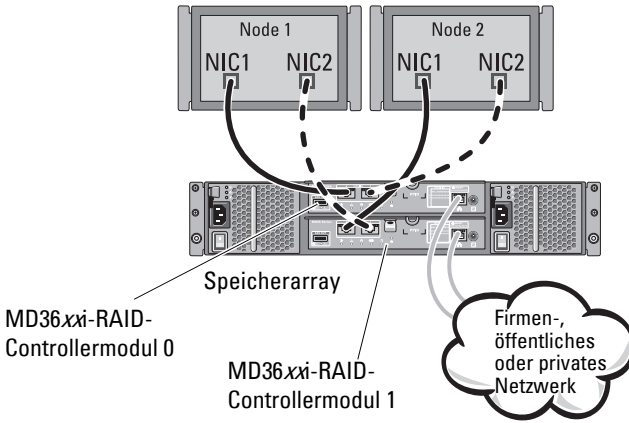 Node 1
Node 2
NIC1
NIC2
NIC1
NIC2
Speicherarray
MD36xxi-RAID-
Controllermodul 0
MD36xxi-RAID-
Controllermodul 1
Firmen-,
öffentliches
oder privates
Netzwerk